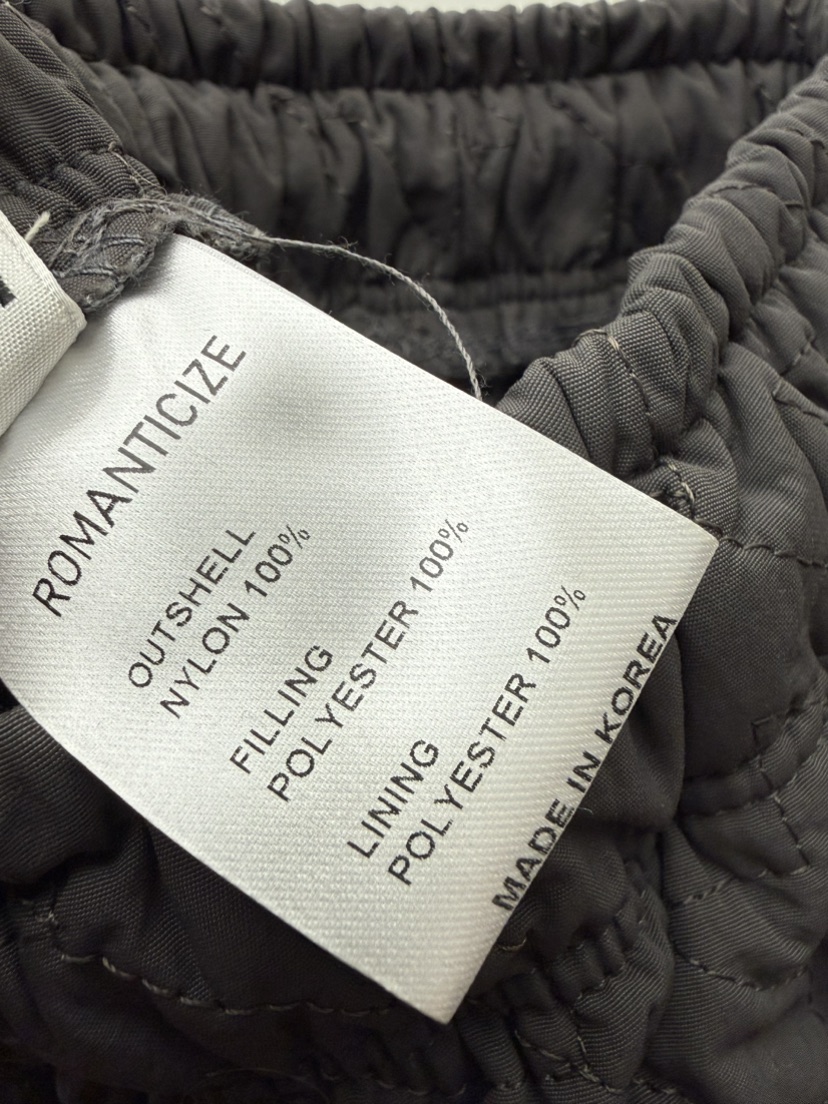 ROMANTICIZE
OUTSHELL
NYLON 100%
FILLING
POLYESTER 100%
LINING
POLYESTER 100%
MADE IN KOREA